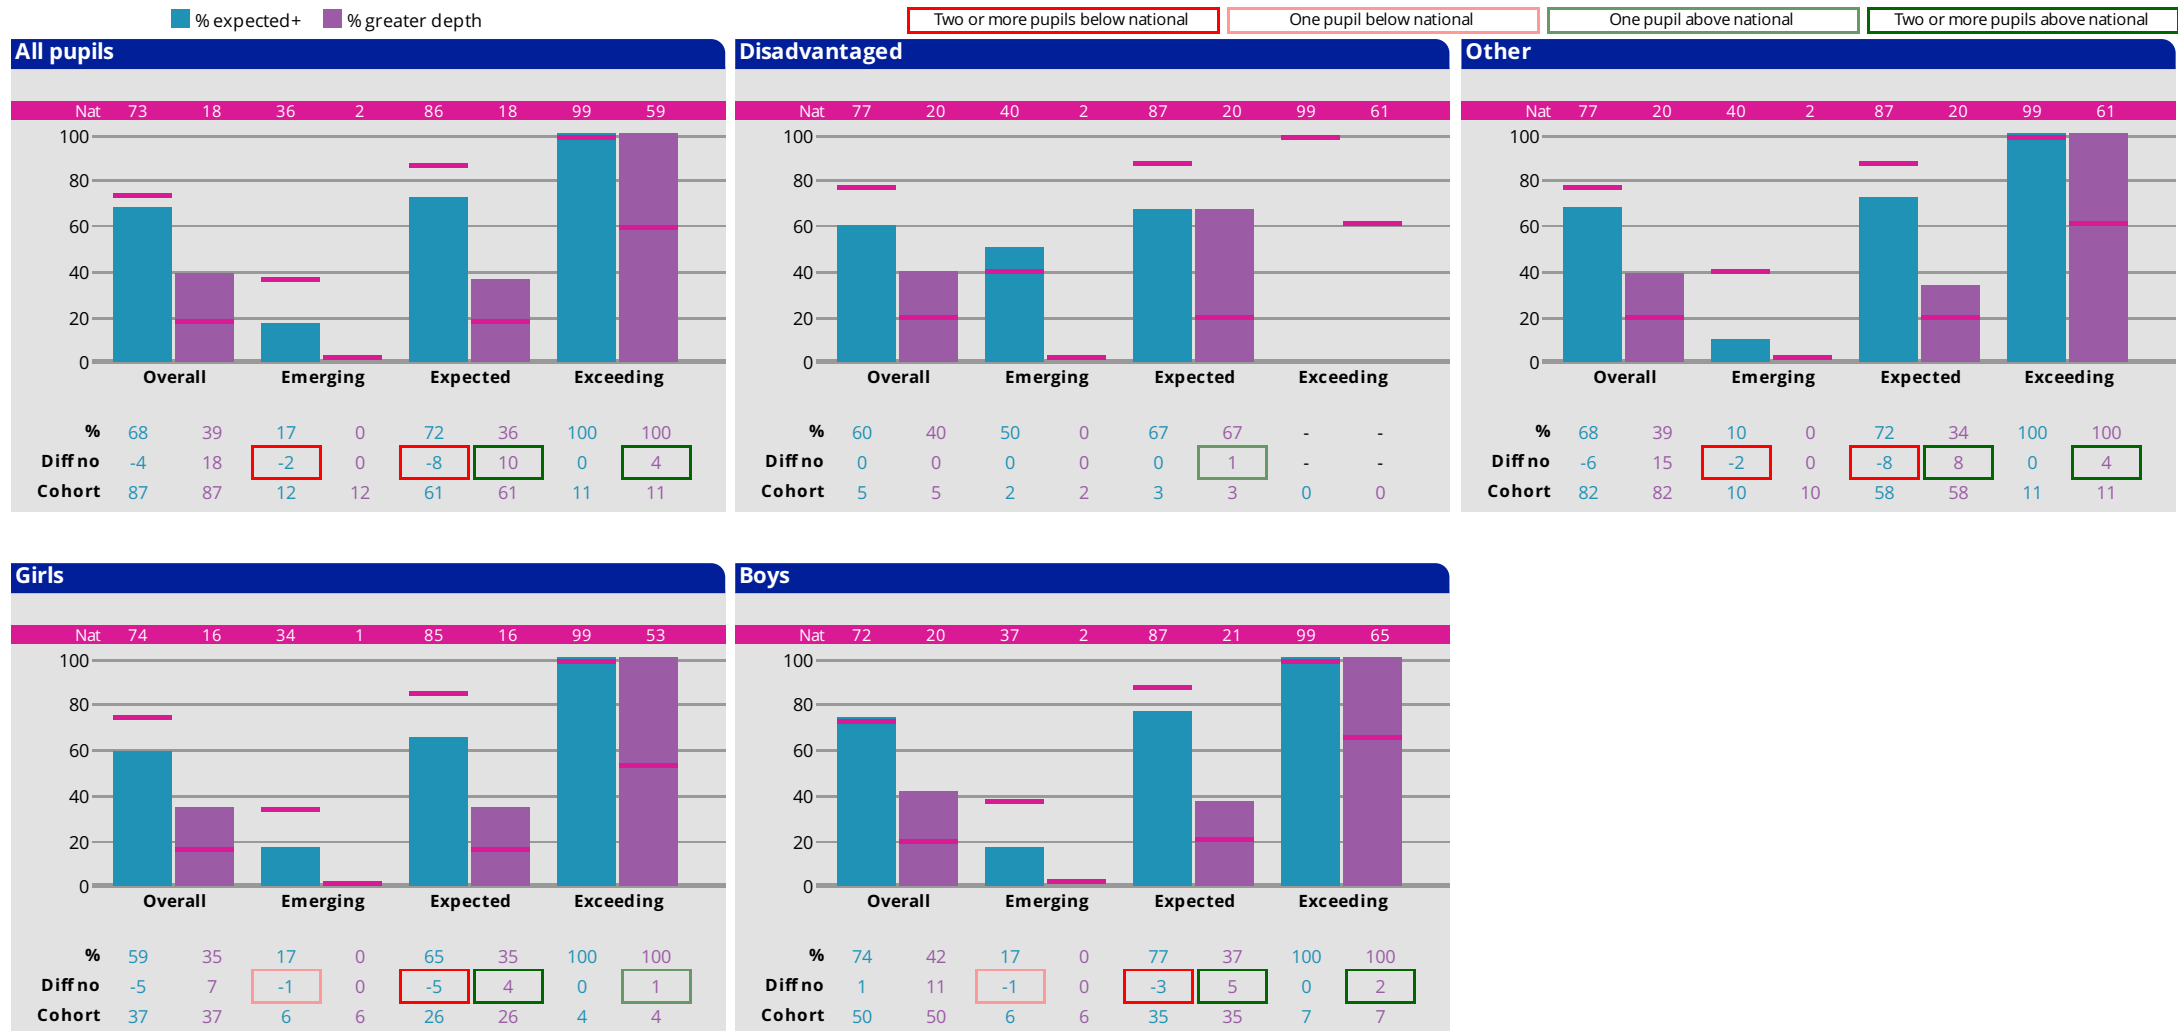 % expected+ % greater depth
Two or more pupils below national One pupil below national One pupil above national Two or more pupils above national
All pupils
Nat 73 18 36 2 86 18 99 59
100
80
60
40
20
0
Overall Emerging Expected Exceeding
% 68 39 17 0 72 36 100 100
Diff no -4 18 -2 0 -8 10 0 4
Cohort 87 87 12 12 61 61 11 11
Disadvantaged
Nat 77 20 40 2 87 20 99 61
100
80
60
40
20
0
Overall Emerging Expected Exceeding
% 60 40 50 0 67 67 - -
Diff no 0 0 0 0 0 1 - -
Cohort 5 5 2 2 3 3 0 0
Other
Nat 77 20 40 2 87 20 99 61
100
80
60
40
20
0
Overall Emerging Expected Exceeding
% 68 39 10 0 72 34 100 100
Diff no -6 15 -2 0 -8 8 0 4
Cohort 82 82 10 10 58 58 11 11
Girls
Nat 74 16 34 1 85 16 99 53
100
80
60
40
20
0
Overall Emerging Expected Exceeding
% 59 35 17 0 65 35 100 100
Diff no -5 7 -1 0 -5 4 0 1
Cohort 37 37 6 6 26 26 4 4
Boys
Nat 72 20 37 2 87 21 99 65
100
80
60
40
20
0
Overall Emerging Expected Exceeding
% 74 42 17 0 77 37 100 100
Diff no 1 11 -1 0 -3 5 0 2
Cohort 50 50 6 6 35 35 7 7